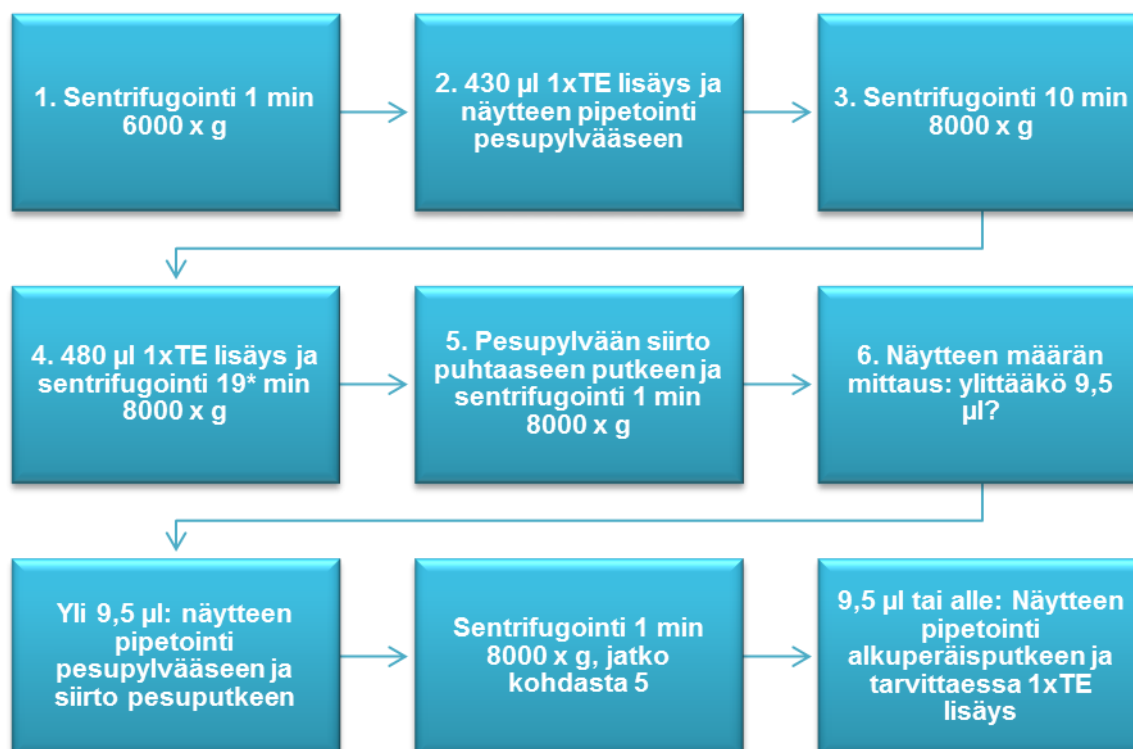 1. Sentrifugointi 1 min
6000 x g
2. 430 µl 1xTE lisäys ja
näytteen pipetointi
pesupylvääseen
3. Sentrifugointi 10 min
8000 x g
4. 480 µl 1xTE lisäys ja
sentrifugointi 19* min
8000 x g
5. Pesupylvään siirto
puhtaaseen putkeen ja
sentrifugointi 1 min
8000 x g
6. Näytteen määrän
mittaus: ylittääkö 9,5
µl?
Yli 9,5 µl: näytteen
pipetointi
pesupylvääseen ja
siirto pesuputkeen
Sentrifugointi 1 min
8000 x g, jatko
kohdasta 5
9,5 µl tai alle: Näytteen
pipetointi
alkuperäisputkeen ja
tarvittaessa 1xTE
lisäys